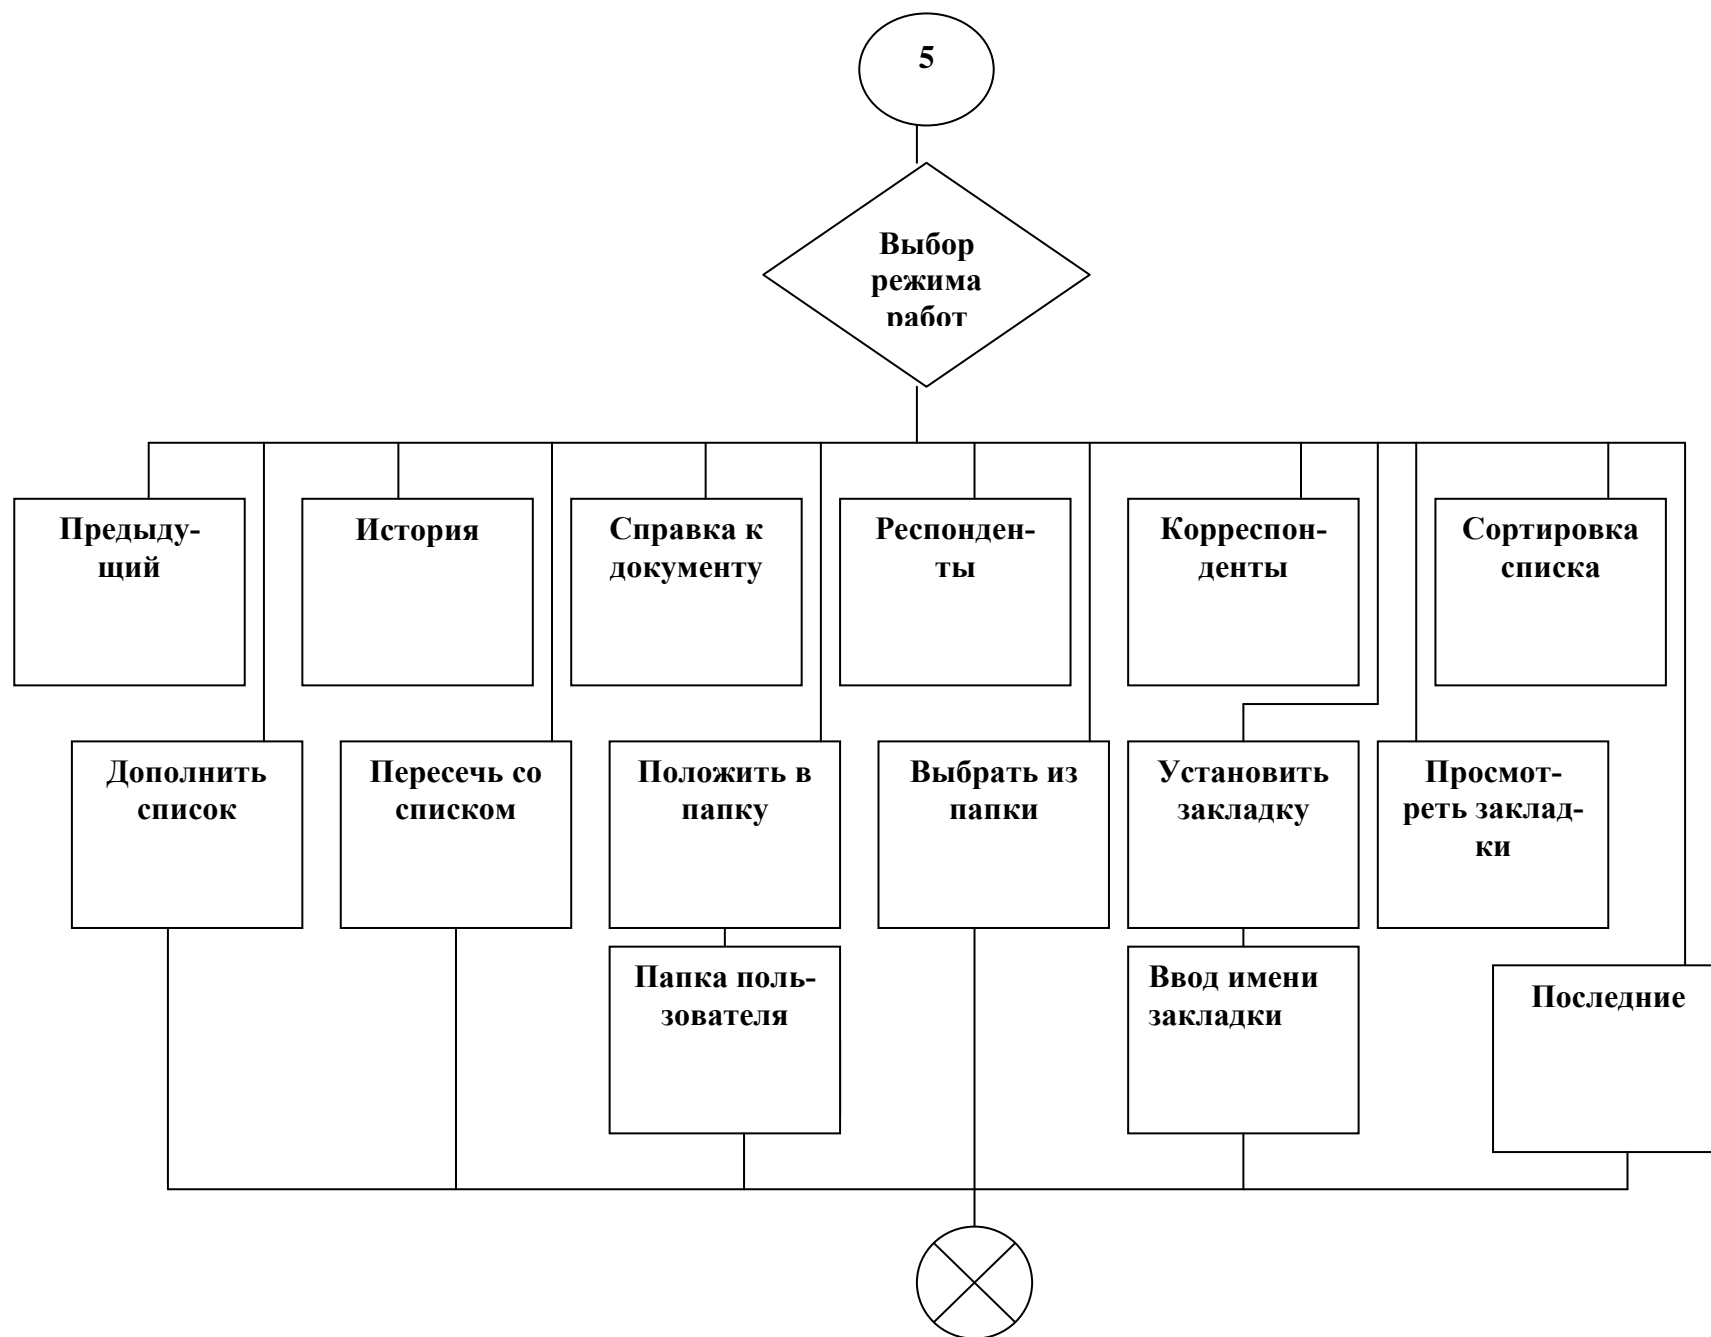 5
Выбор
режима
работ
Предыду-
щий
История
Справка к
документу
Респонден-
ты
Корреспон-
денты
Сортировка
списка
Дополнить
список
Пересечь со
списком
Положить в
папку
Выбрать из
папки
Установить
закладку
Просмот-
реть заклад-
ки
Папка поль-
зователя
Ввод имени
закладки
Последние